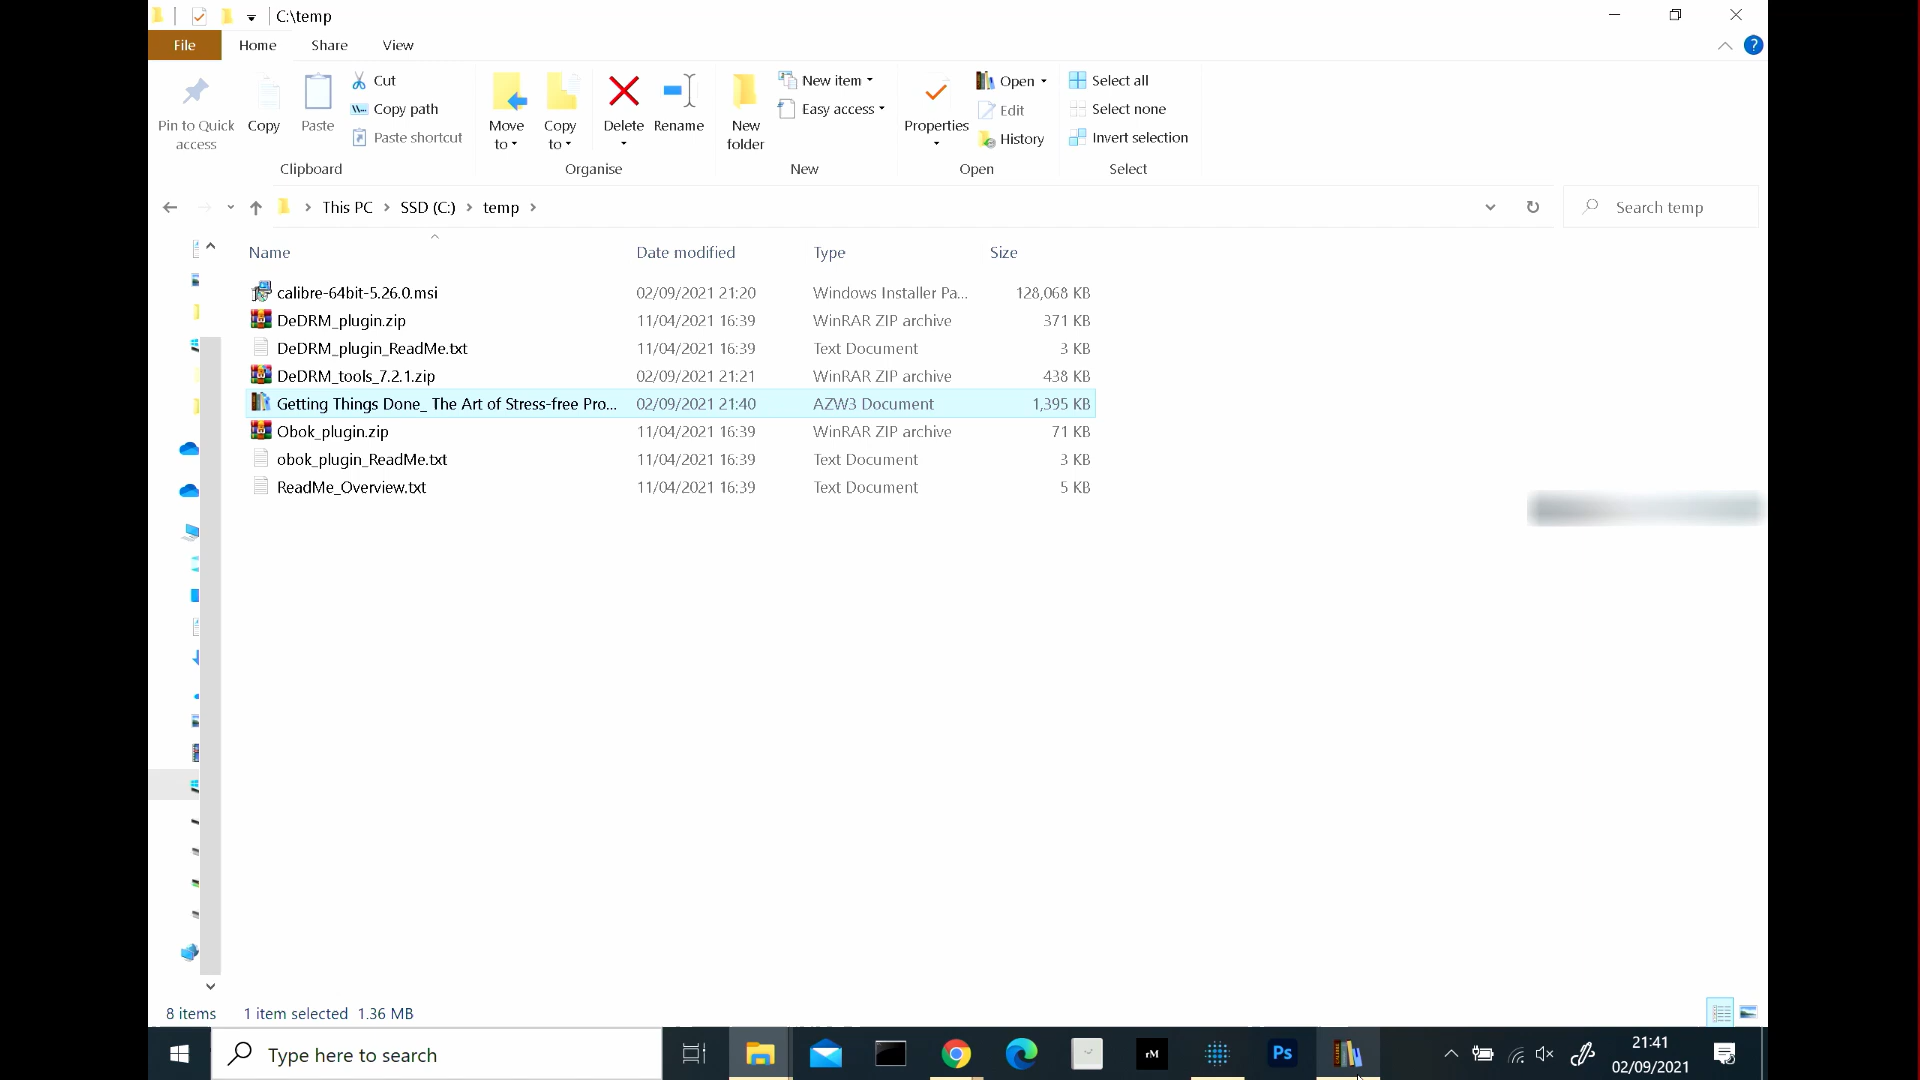 C:\temp
File Home Share View
Pin to Quick access
Copy
Paste
Cut
Copy path
Paste shortcut
Clipboard
Move to
Copy to
Delete
Rename
Organise
New folder
New item
Easy access
New
Properties
Open
Edit
History
Open
Select all
Select none
Invert selection
Select
This PC SSD (C:) temp
Search temp
Name Date modified Type Size
calibre-64bit-5.26.0.msi 02/09/2021 21:20 Windows Installer Pa... 128,068 KB
DeDRM_plugin.zip 11/04/2021 16:39 WinRAR ZIP archive 371 KB
DeDRM_plugin_ReadMe.txt 11/04/2021 16:39 Text Document 3 KB
DeDRM_tools_7.2.1.zip 02/09/2021 21:21 WinRAR ZIP archive 438 KB
Getting Things Done_ The Art of Stress-free Pro... 02/09/2021 21:40 AZW3 Document 1,395 KB
Obok_plugin.zip 11/04/2021 16:39 WinRAR ZIP archive 71 KB
obok_plugin_ReadMe.txt 11/04/2021 16:39 Text Document 3 KB
ReadMe_Overview.txt 11/04/2021 16:39 Text Document 5 KB
8 items 1 item selected 1.36 MB
Type here to search
rM
Ps
21:41
02/09/2021